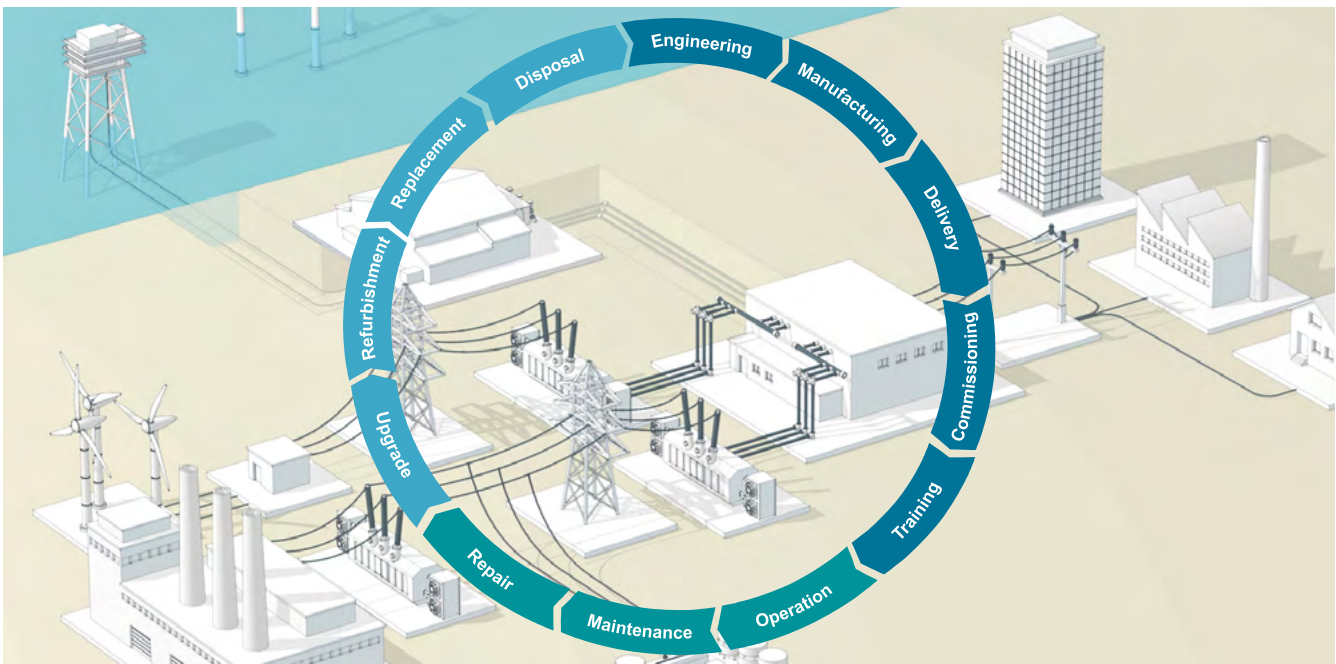 Engineering
Manufacturing
Delivery
Commissioning
Training
Operation
Maintenance
Repair
Upgrade
Refurbishment
Replacement
Disposal